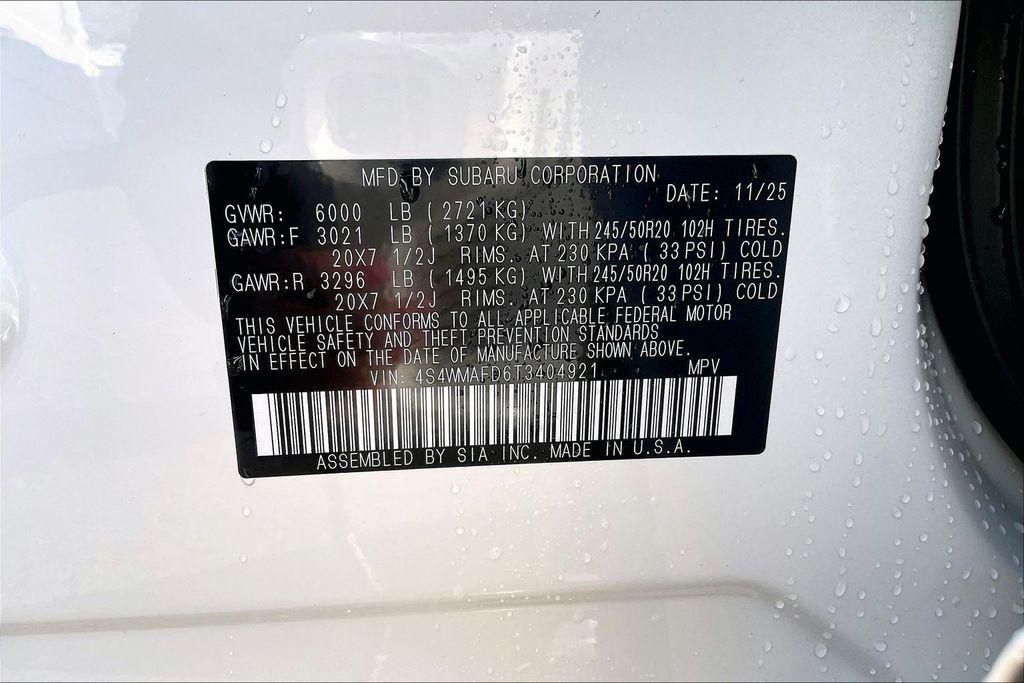 MFD. BY SUBARU CORPORATION
DATE: 11/25
GVWR: 6000 LB (2721 KG)
GAWR:F 3021 LB (1370 KG) WITH 245/50R20 102H TIRES.
20X7 1/2J RIMS. AT 230 KPA (33 PSI) COLD
GAWR:R 3296 LB (1495 KG) WITH 245/50R20 102H TIRES.
20X7 1/2J RIMS. AT 230 KPA (33 PSI) COLD
THIS VEHICLE CONFORMS TO ALL APPLICABLE FEDERAL MOTOR
VEHICLE SAFETY AND THEFT PREVENTION STANDARDS
IN EFFECT ON THE DATE OF MANUFACTURE SHOWN ABOVE.
VIN: 4S4WMAFD6T3404921 MPV
ASSEMBLED BY SIA INC. MADE IN U.S.A.